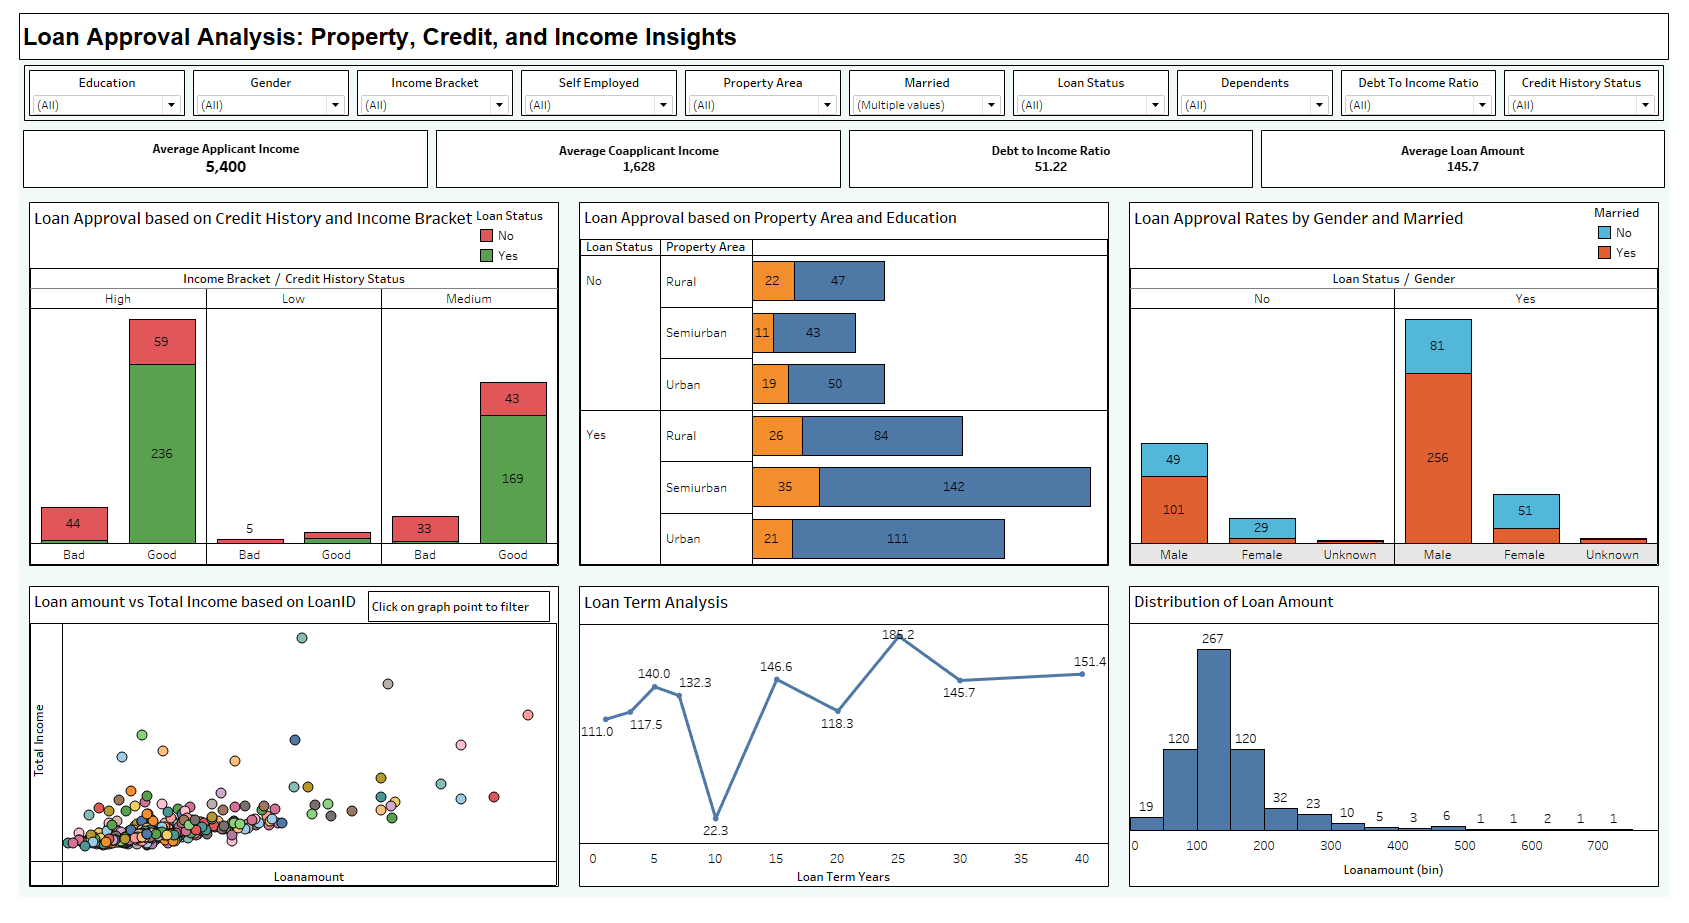 Loan Approval Analysis: Property, Credit, and Income Insights
Education Gender Income Bracket Self Employed Property Area Married Loan Status Dependents Debt To Income Ratio Credit History Status
(All) (All) (All) (All) (All) (Multiple values) (All) (All) (All) (All)
Average Applicant Income
5,400
Average Coapplicant Income
1,628
Debt to Income Ratio
51.22
Average Loan Amount
145.7
Loan Approval based on Credit History and Income Bracket
Loan Status
No
Yes
Income Bracket / Credit History Status
High Low Medium
59
236
44
5
33
43
169
Bad Good Bad Good Bad Good
Loan Approval based on Property Area and Education
Loan Status Property Area
No Rural 22 47
Semiurban 11 43
Urban 19 50
Yes Rural 26 84
Semiurban 35 142
Urban 21 111
Loan Approval Rates by Gender and Married
Married
No
Yes
Loan Status / Gender
No Yes
49
101
29
81
256
51
Male Female Unknown Male Female Unknown
Loan amount vs Total Income based on LoanID
Click on graph point to filter
Total Income
Loanamount
Loan Term Analysis
111.0 117.5 140.0 132.3 22.3 146.6 118.3 185.2 145.7 151.4
0 5 10 15 20 25 30 35 40
Loan Term Years
Distribution of Loan Amount
19 120 267 120 32 23 10 5 3 6 1 1 2 1 1
0 100 200 300 400 500 600 700
Loanamount (bin)